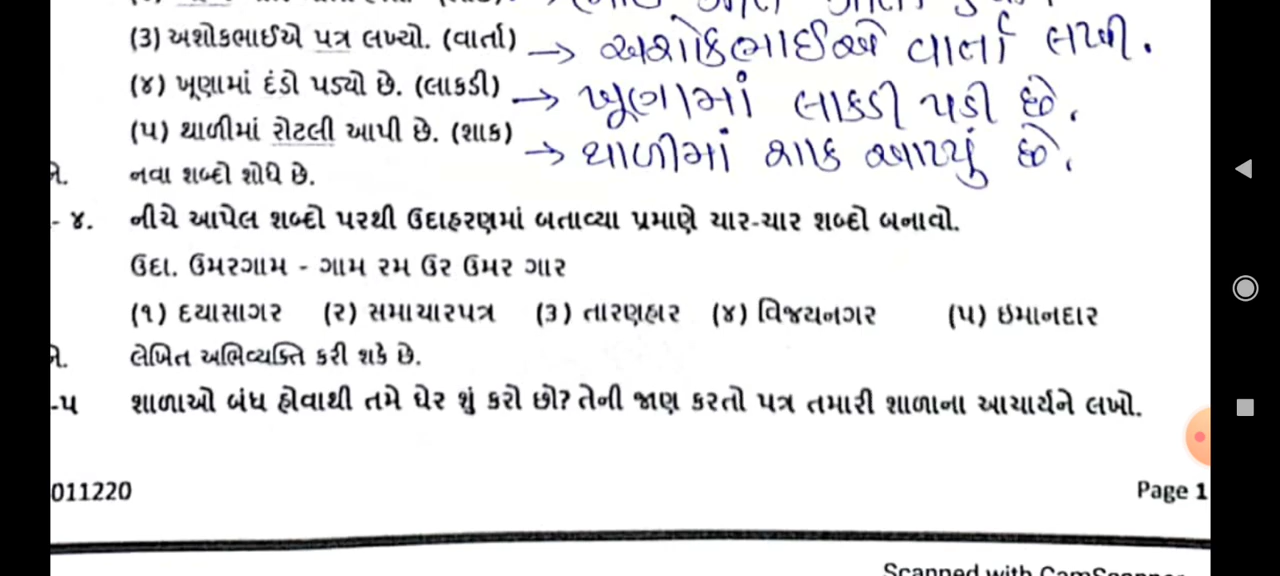 (૩) અશોકભાઈએ પત્ર લખ્યો. (વાર્તા) → અશોકભાઈએ વાર્તા લખી.
(૪) ખૂણામાં દંડો પડ્યો છે. (લાકડી) → ખૂણામાં લાકડી પડી છે.
(૫) થાળીમાં રોટલી આપી છે. (શાક) → થાળીમાં શાક આપ્યું છે.
નવા શબ્દો શોધે છે.
- ૪. નીચે આપેલ શબ્દો પરથી ઉદાહરણમાં બતાવ્યા પ્રમાણે ચાર-ચાર શબ્દો બનાવો.
ઉદા. ઉમરગામ - ગામ રમ ઉર ઉમર ગાર
(૧) દયાસાગર (૨) સમાચારપત્ર (૩) તારણહાર (૪) વિજયનગર (૫) ઇમાનદાર
લેખિત અભિવ્યક્તિ કરી શકે છે.
-૫ શાળાઓ બંધ હોવાથી તમે ઘેર શું કરો છો? તેની જાણ કરતો પત્ર તમારી શાળાના આચાર્યને લખો.
011220 Page 1
Scanned with CamScanner